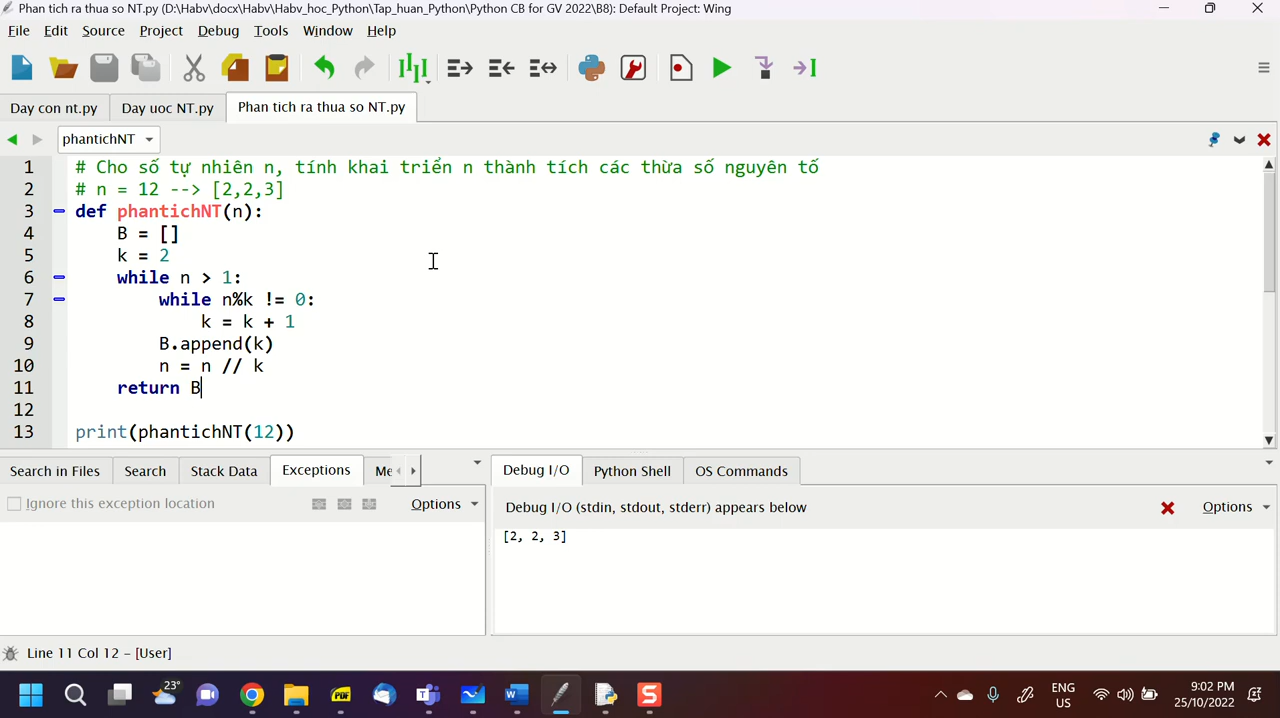 Phan tich ra thua so NT.py (D:\Habv\docx\Habv\Habv_hoc_Python\Tap_huan_Python\Python CB for GV 2022\B8): Default Project: Wing
File Edit Source Project Debug Tools Window Help
Day con nt.py Day uoc NT.py Phan tich ra thua so NT.py
phantichNT
1 # Cho số tự nhiên n, tính khai triển n thành tích các thừa số nguyên tố
2 # n = 12 --> [2,2,3]
3 def phantichNT(n):
4 B = []
5 k = 2
6 while n > 1:
7 while n%k != 0:
8 k = k + 1
9 B.append(k)
10 n = n // k
11 return B
12
13 print(phantichNT(12))
Search in Files Search Stack Data Exceptions Me
Debug I/O Python Shell OS Commands
Ignore this exception location Options
Debug I/O (stdin, stdout, stderr) appears below Options
[2, 2, 3]
Line 11 Col 12 – [User]
23°
PDF
S
ENG
US
9:02 PM
25/10/2022